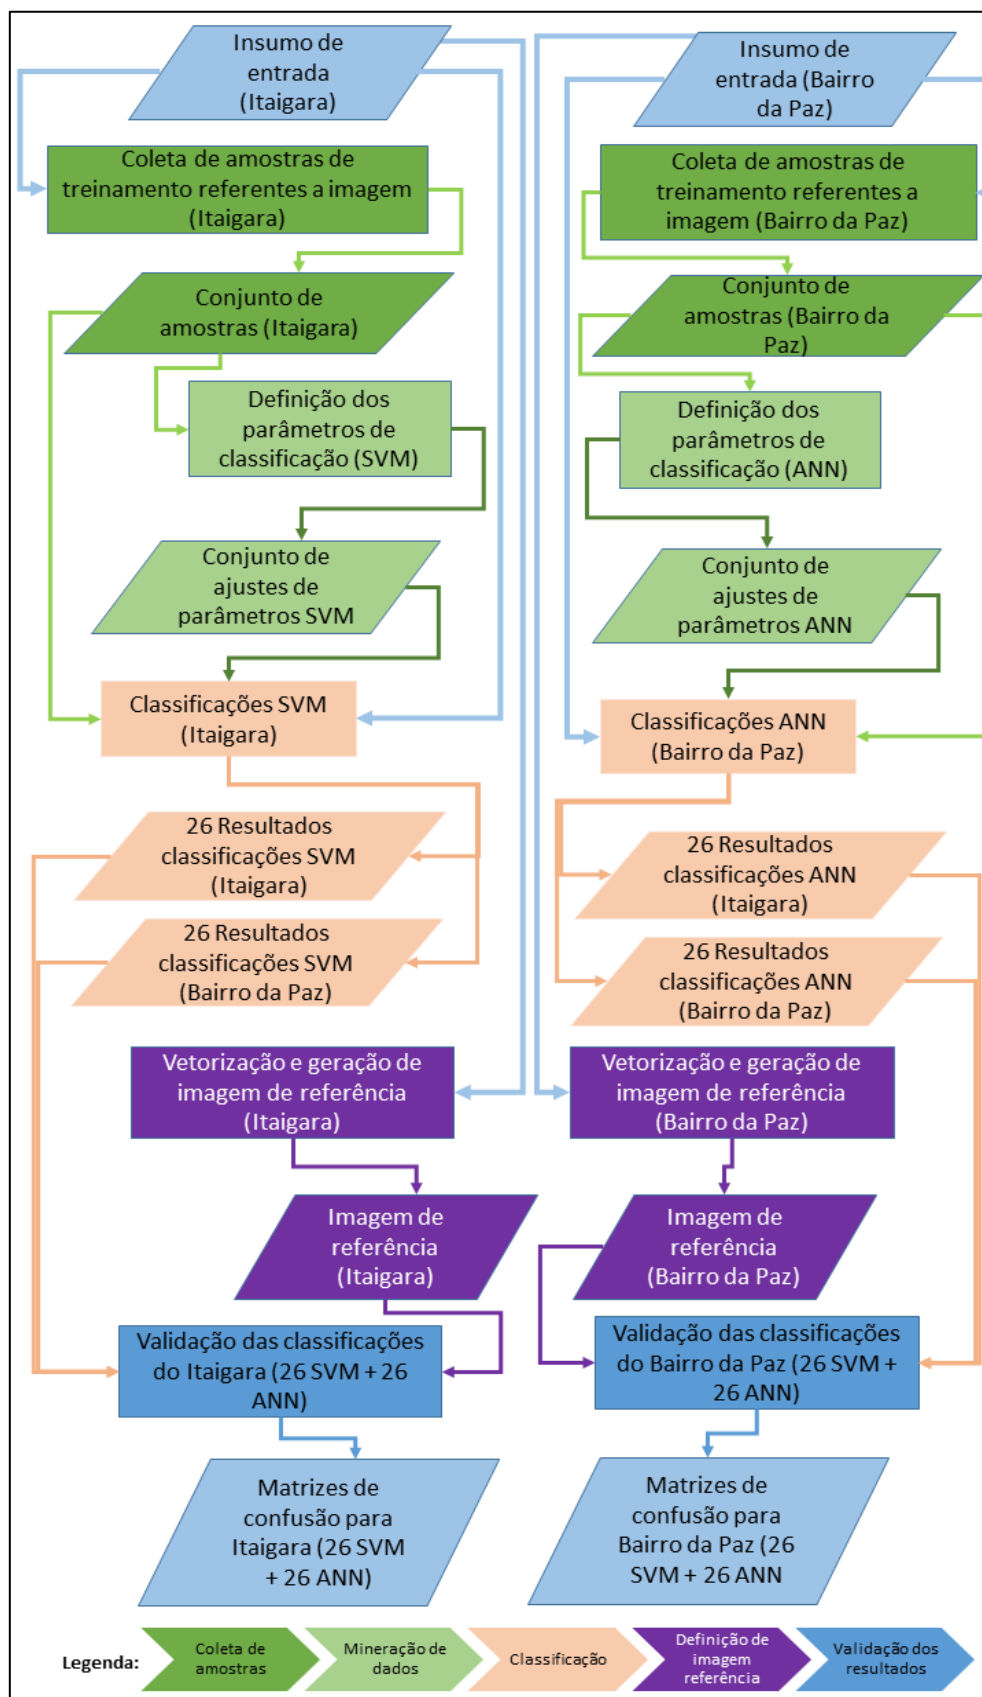 Insumo de
entrada
(Itaigara)
Coleta de amostras de
treinamento referentes a imagem
(Itaigara)
Conjunto de
amostras (Itaigara)
Definição dos
parâmetros de
classificação (SVM)
Conjunto de
ajustes de
parâmetros SVM
Classificações SVM
(Itaigara)
26 Resultados
classificações SVM
(Itaigara)
26 Resultados
classificações SVM
(Bairro da Paz)
Vetorização e geração de
imagem de referência
(Itaigara)
Imagem de
referência
(Itaigara)
Validação das classificações
do Itaigara (26 SVM + 26
ANN)
Matrizes de
confusão para
Itaigara (26 SVM
+ 26 ANN)
Insumo de
entrada (Bairro
da Paz)
Coleta de amostras de
treinamento referentes a
imagem (Bairro da Paz)
Conjunto de
amostras (Bairro da
Paz)
Definição dos
parâmetros de
classificação (ANN)
Conjunto de
ajustes de
parâmetros ANN
Classificações ANN
(Bairro da Paz)
26 Resultados
classificações ANN
(Itaigara)
26 Resultados
classificações ANN
(Bairro da Paz)
Vetorização e geração de
imagem de referência
(Bairro da Paz)
Imagem de
referência
(Bairro da Paz)
Validação das classificações
do Bairro da Paz (26 SVM +
26 ANN)
Matrizes de
confusão para
Bairro da Paz (26
SVM + 26 ANN
Legenda:
Coleta de
amostras
Mineração de
dados
Classificação
Definição de
imagem
referência
Validação dos
resultados